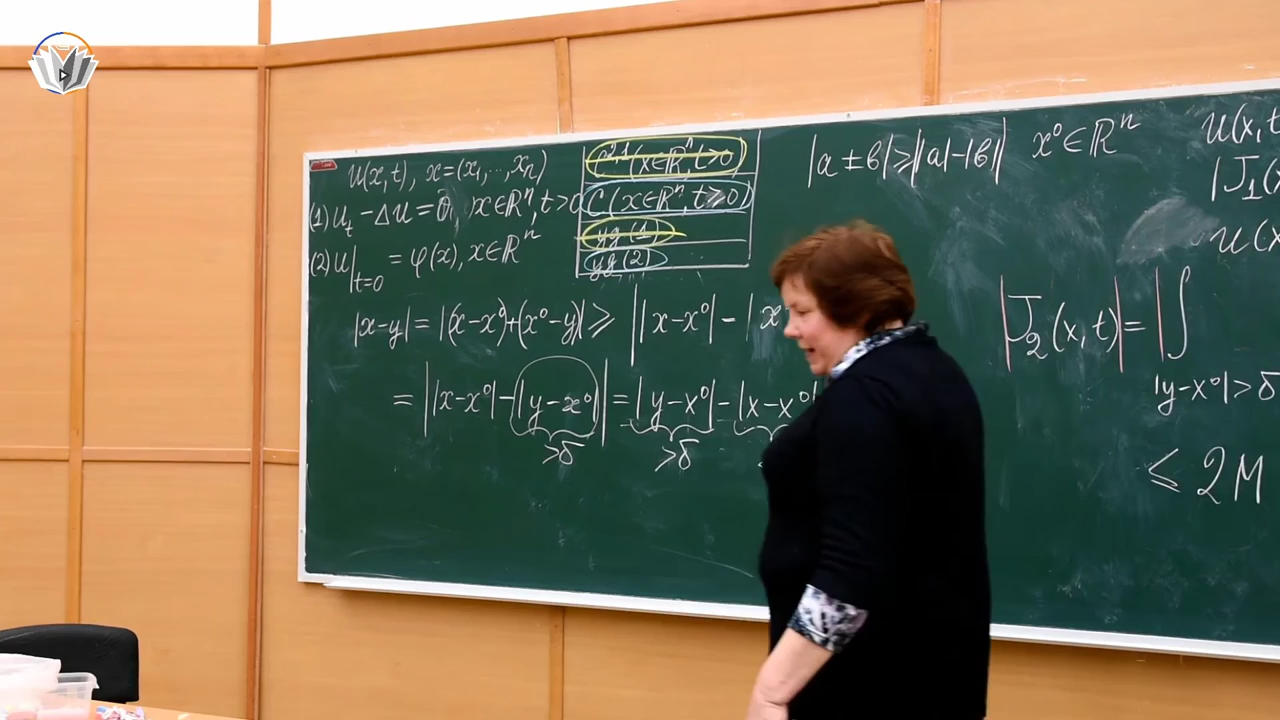 u(x,t), x=(x₁,...,xₙ)
(1) uₜ - Δu = 0, x∈ℝⁿ, t>0
(2) u|ₜ₌₀ = φ(x), x∈ℝⁿ
C²,¹(x∈ℝⁿ, t>0)
C(x∈ℝⁿ, t⩾0)
уд (1)
уд (2)
|x-y| = |(x-x⁰)+(x⁰-y)| ⩾ ||x-x⁰| - |x
= ||x-x⁰| - |y-x⁰|| = |y-x⁰| - |x-x⁰|
>δ >δ
|a ± b| ⩾ ||a|-|b|| x⁰∈ℝⁿ
u(x,t
|J₁(x
u(x
|J₂(x,t)| = |∫
|y-x⁰|>δ
⩽ 2M